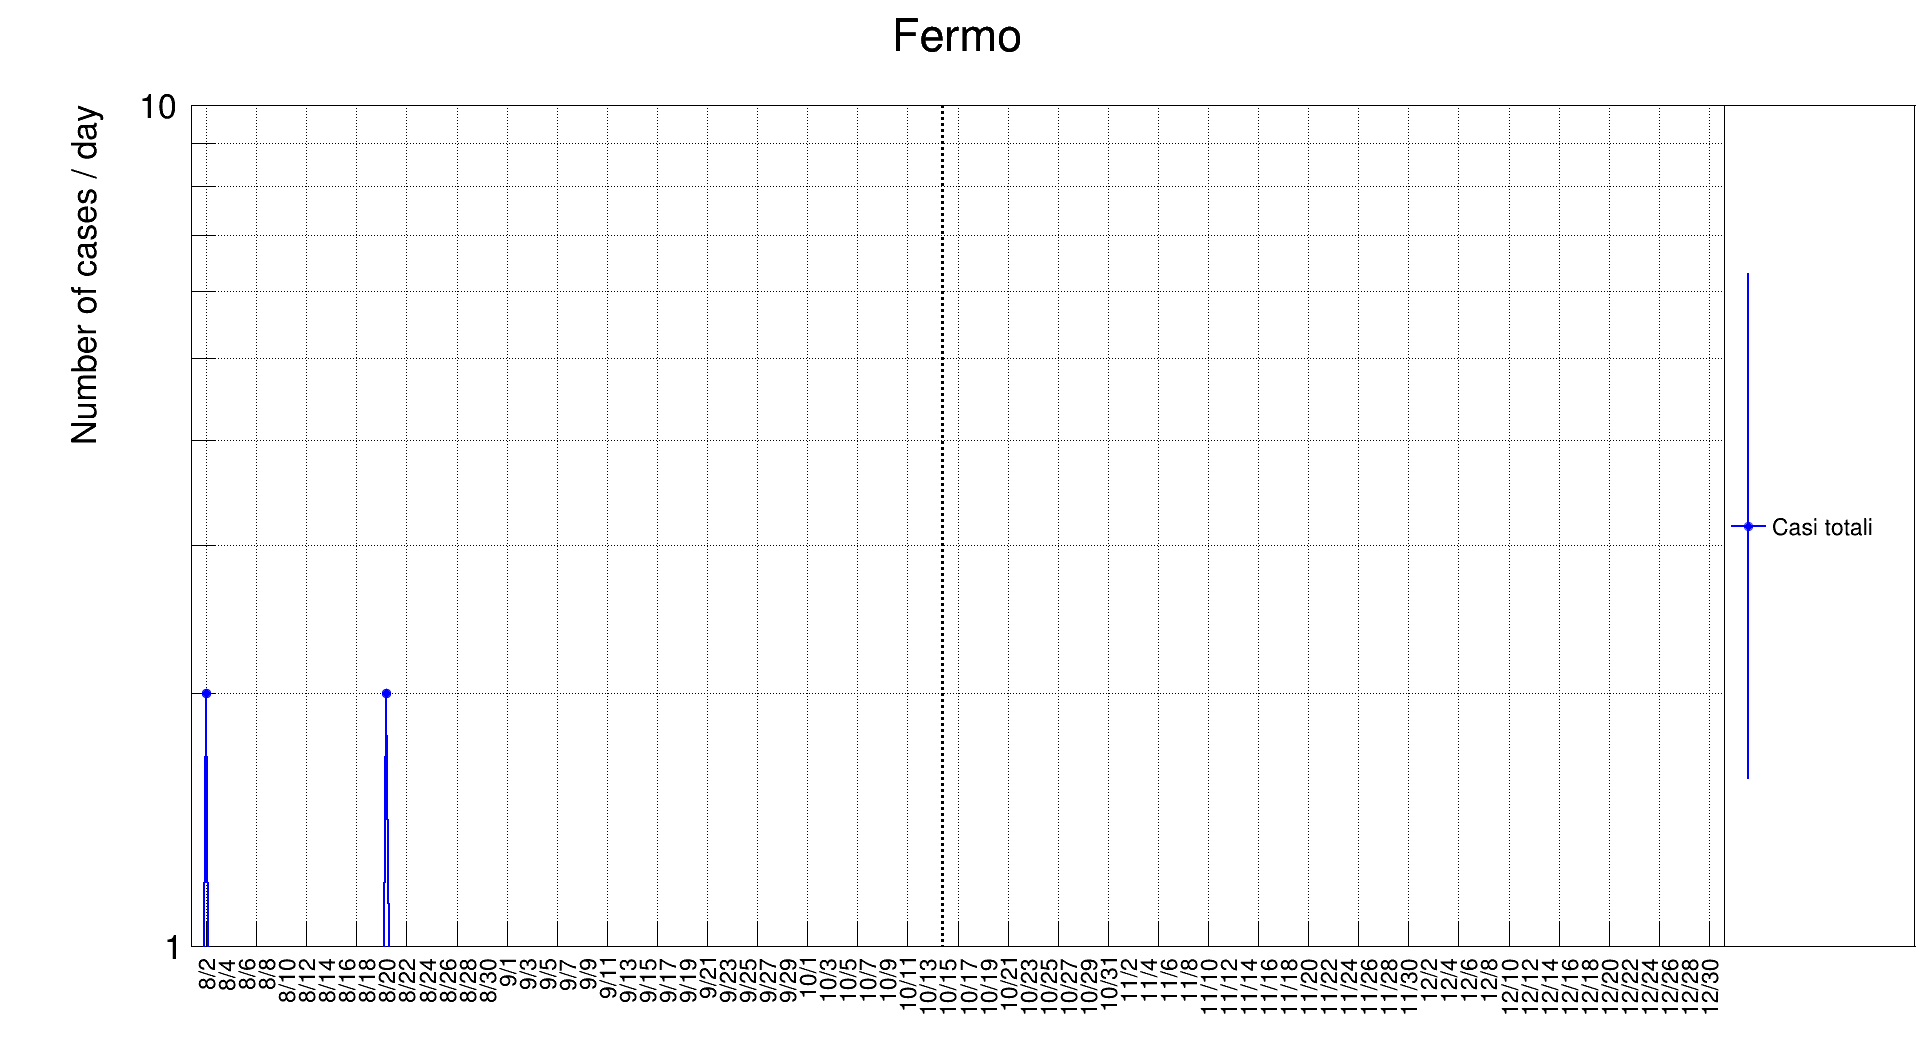 Fermo
Number of cases / day
10
1
8/2 8/4 8/6 8/8 8/10 8/12 8/14 8/16 8/18 8/20 8/22 8/24 8/26 8/28 8/30 9/1 9/3 9/5 9/7 9/9 9/11 9/13 9/15 9/17 9/19 9/21 9/23 9/25 9/27 9/29 10/1 10/3 10/5 10/7 10/9 10/11 10/13 10/15 10/17 10/19 10/21 10/23 10/25 10/27 10/29 10/31 11/2 11/4 11/6 11/8 11/10 11/12 11/14 11/16 11/18 11/20 11/22 11/24 11/26 11/28 11/30 12/2 12/4 12/6 12/8 12/10 12/12 12/14 12/16 12/18 12/20 12/22 12/24 12/26 12/28 12/30
Casi totali